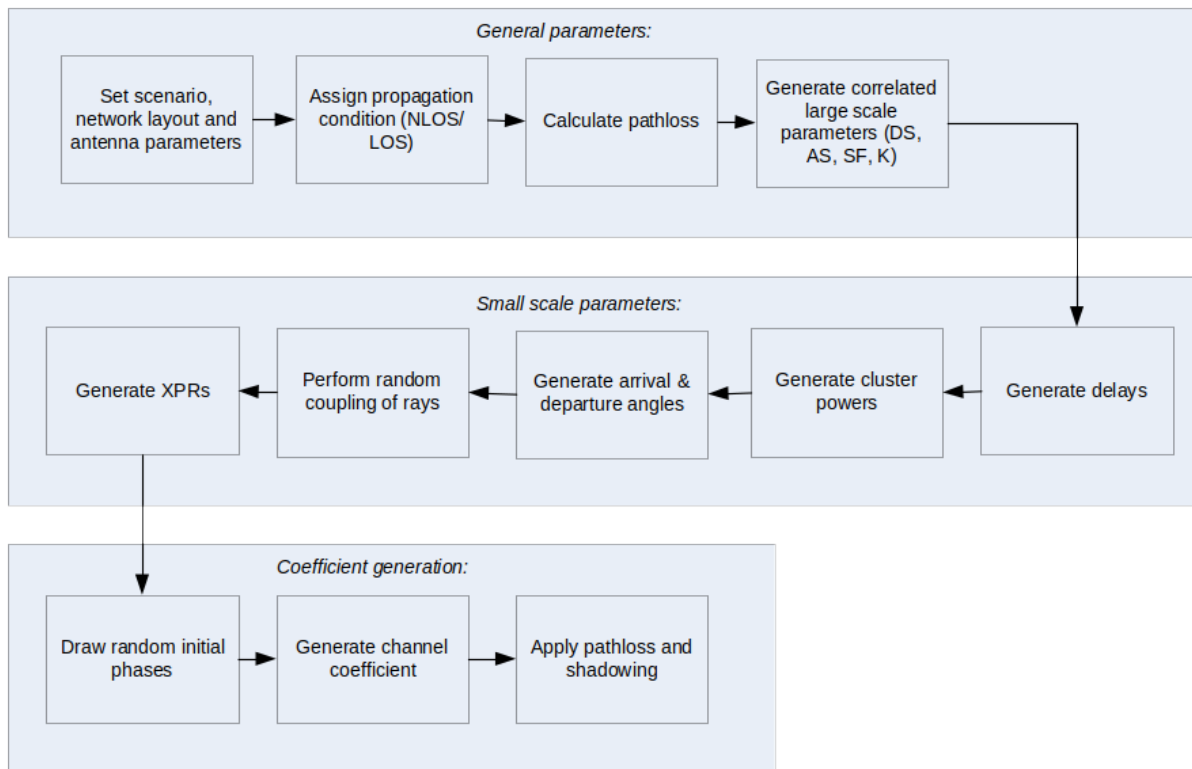 General parameters:
Set scenario,
network layout and
antenna parameters
Assign propagation
condition (NLOS/
LOS)
Calculate pathloss
Generate correlated
large scale
parameters (DS,
AS, SF, K)
Small scale parameters:
Generate XPRs
Perform random
coupling of rays
Generate arrival &
departure angles
Generate cluster
powers
Generate delays
Coefficient generation:
Draw random initial
phases
Generate channel
coefficient
Apply pathloss and
shadowing